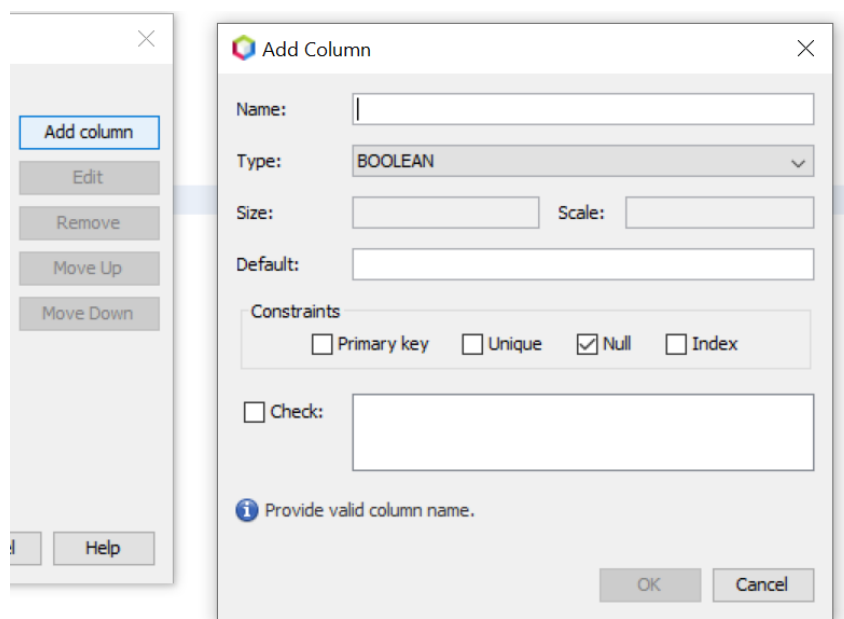 Add column
Edit
Remove
Move Up
Move Down
Help
Add Column
Name:
Type: BOOLEAN
Size: Scale:
Default:
Constraints
Primary key Unique Null Index
Check:
Provide valid column name.
OK Cancel